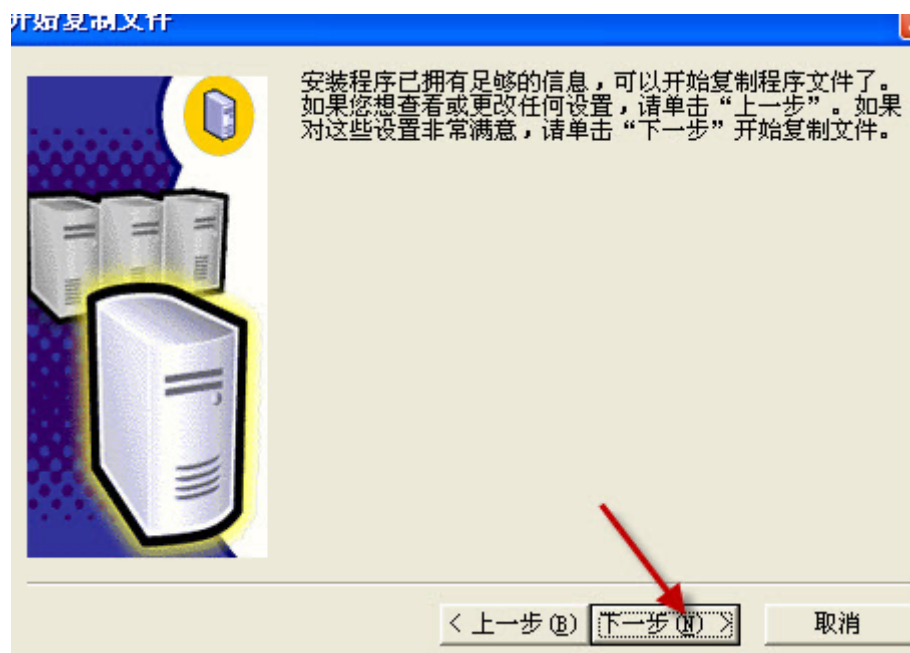 开始复制文件
安装程序已拥有足够的信息，可以开始复制程序文件了。
如果您想查看或更改任何设置，请单击“上一步”。如果
对这些设置非常满意，请单击“下一步”开始复制文件。
< 上一步(B) 下一步(N) > 取消